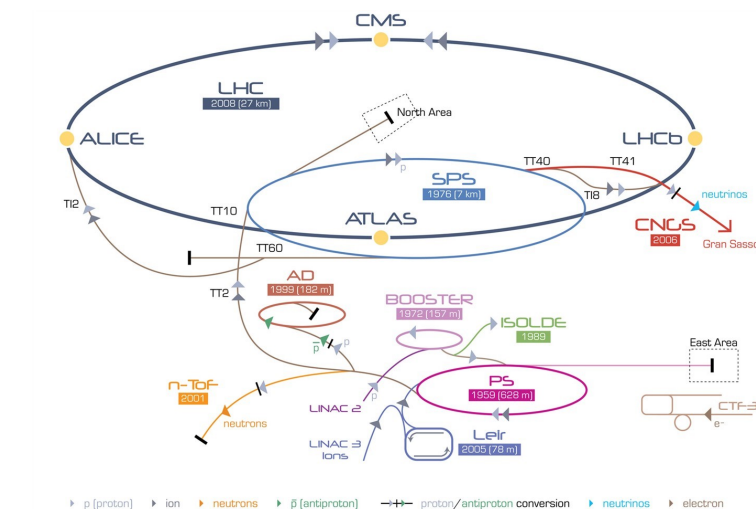 CMS
LHC
2008 (27 km)
North Area
ALICE
LHCb
TT40
TT41
SPS
1976 (7 km)
p
TI2
TI8
neutrinos
TT10
ATLAS
CNGS
2006
Gran Sasso
TT60
AD
1999 (182 m)
TT2
BOOSTER
1972 (157 m)
ISOLDE
1989
p̅
p
East Area
n-ToF
2001
PS
1959 (628 m)
LINAC 2
p
neutrons
CTF3
e-
LINAC 3
Ions
Leir
2005 (78 m)
p (proton)
ion
neutrons
p̅ (antiproton)
proton/antiproton conversion
neutrinos
electron